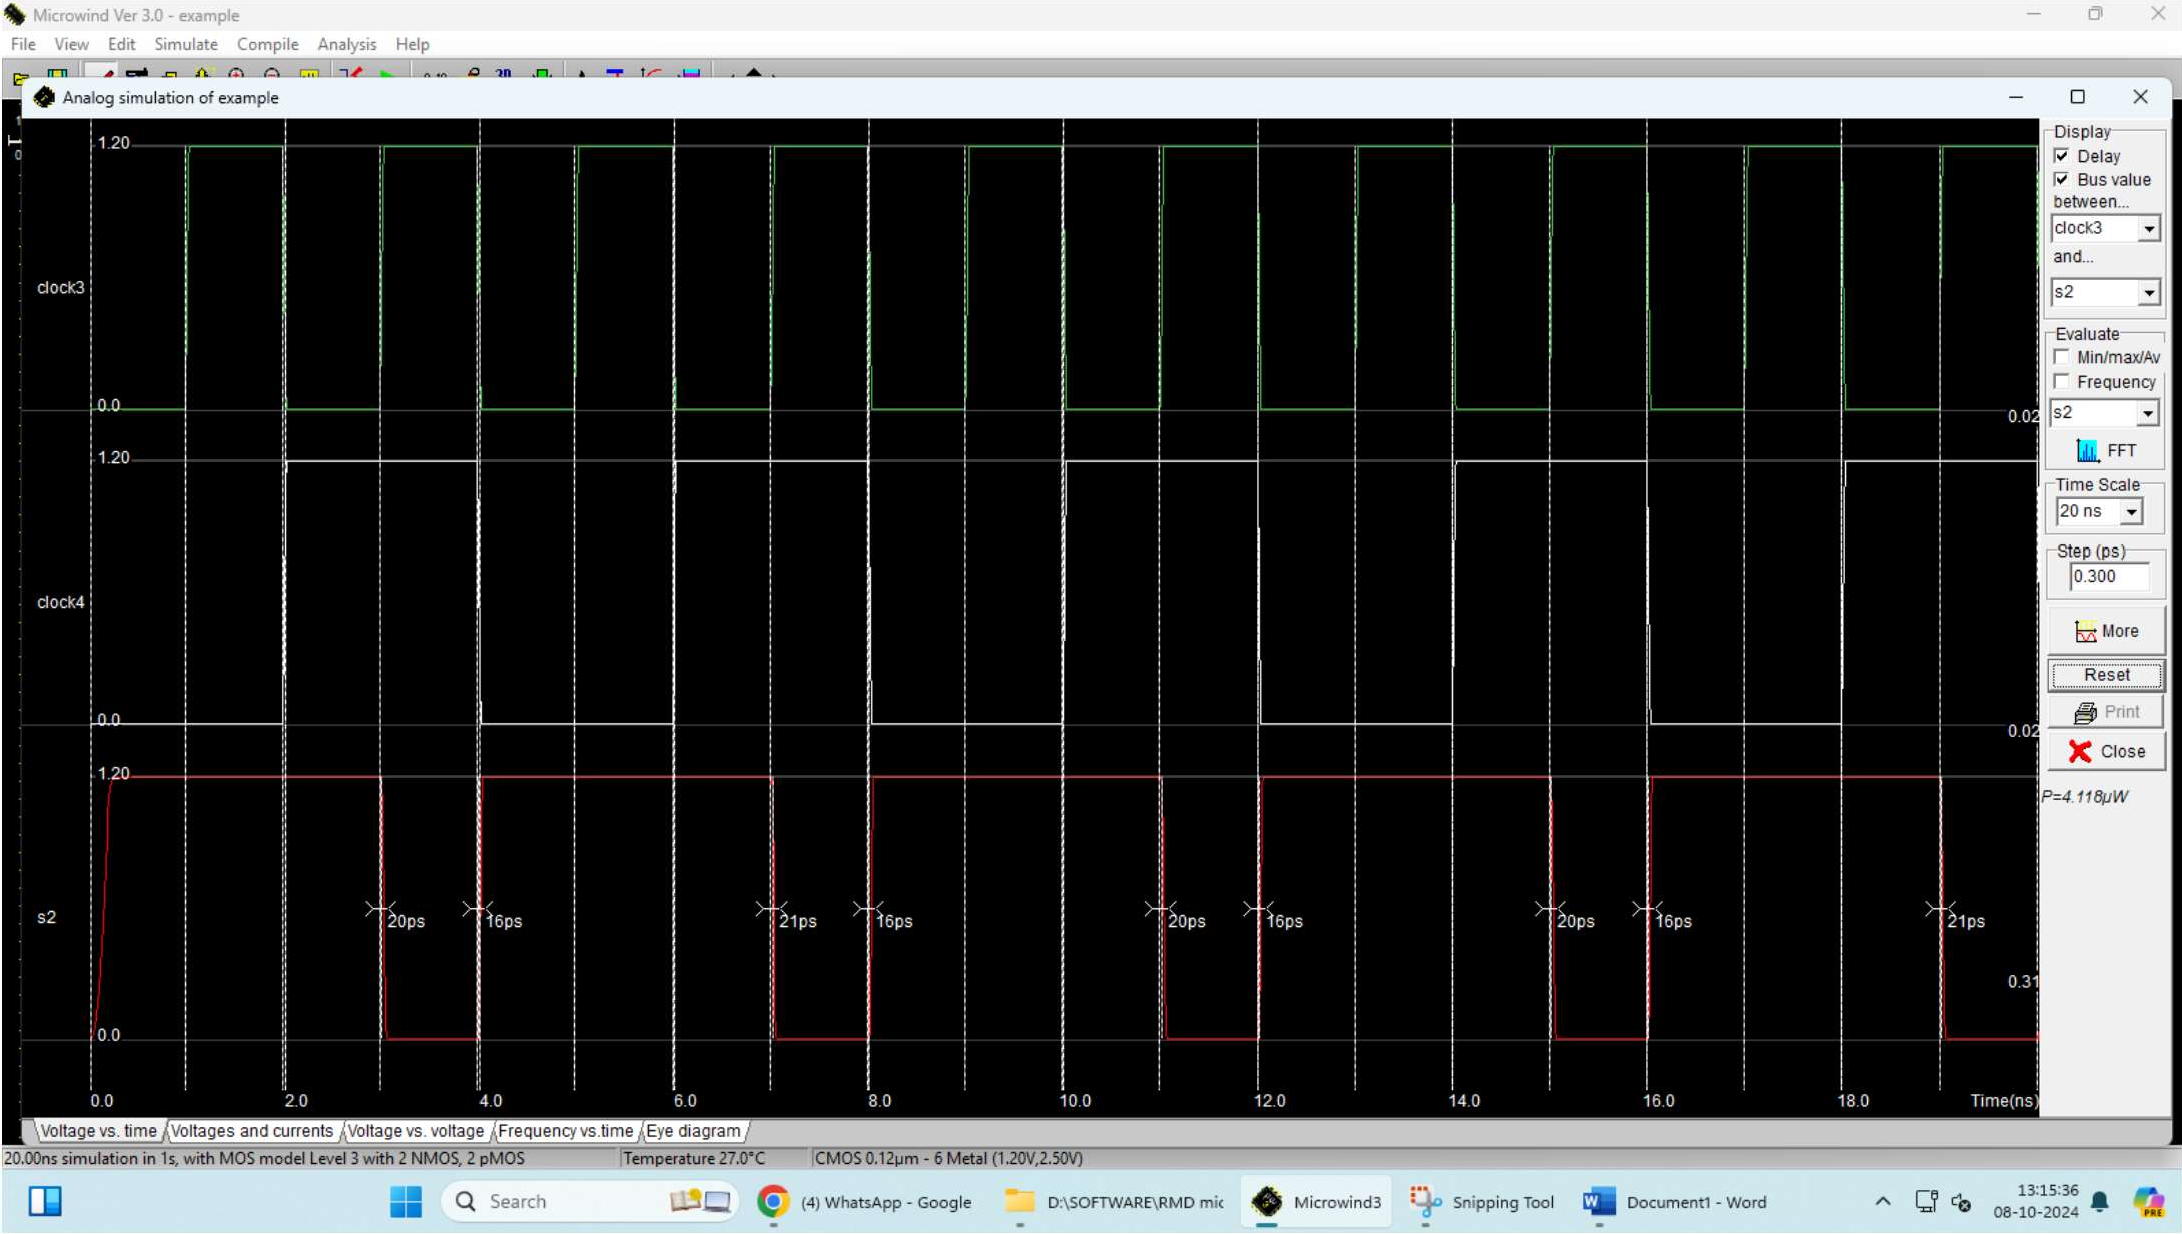 Microwind Ver 3.0 - example
File View Edit Simulate Compile Analysis Help
Analog simulation of example
1.20
clock3
0.0
0.02
1.20
clock4
0.0
0.02
1.20
s2
20ps 16ps 21ps 16ps 20ps 16ps 20ps 16ps 21ps
0.31
0.0
0.0 2.0 4.0 6.0 8.0 10.0 12.0 14.0 16.0 18.0 Time(ns)
Display
Delay
Bus value
between...
clock3
and...
s2
Evaluate
Min/max/Av
Frequency
s2
FFT
Time Scale
20 ns
Step (ps)
0.300
More
Reset
Print
Close
P=4.118µW
Voltage vs. time Voltages and currents Voltage vs. voltage Frequency vs.time Eye diagram
20.00ns simulation in 1s, with MOS model Level 3 with 2 NMOS, 2 pMOS Temperature 27.0°C CMOS 0.12µm - 6 Metal (1.20V,2.50V)
Search (4) WhatsApp - Google D:\SOFTWARE\RMD mic Microwind3 Snipping Tool Document1 - Word
13:15:36
08-10-2024
PRE